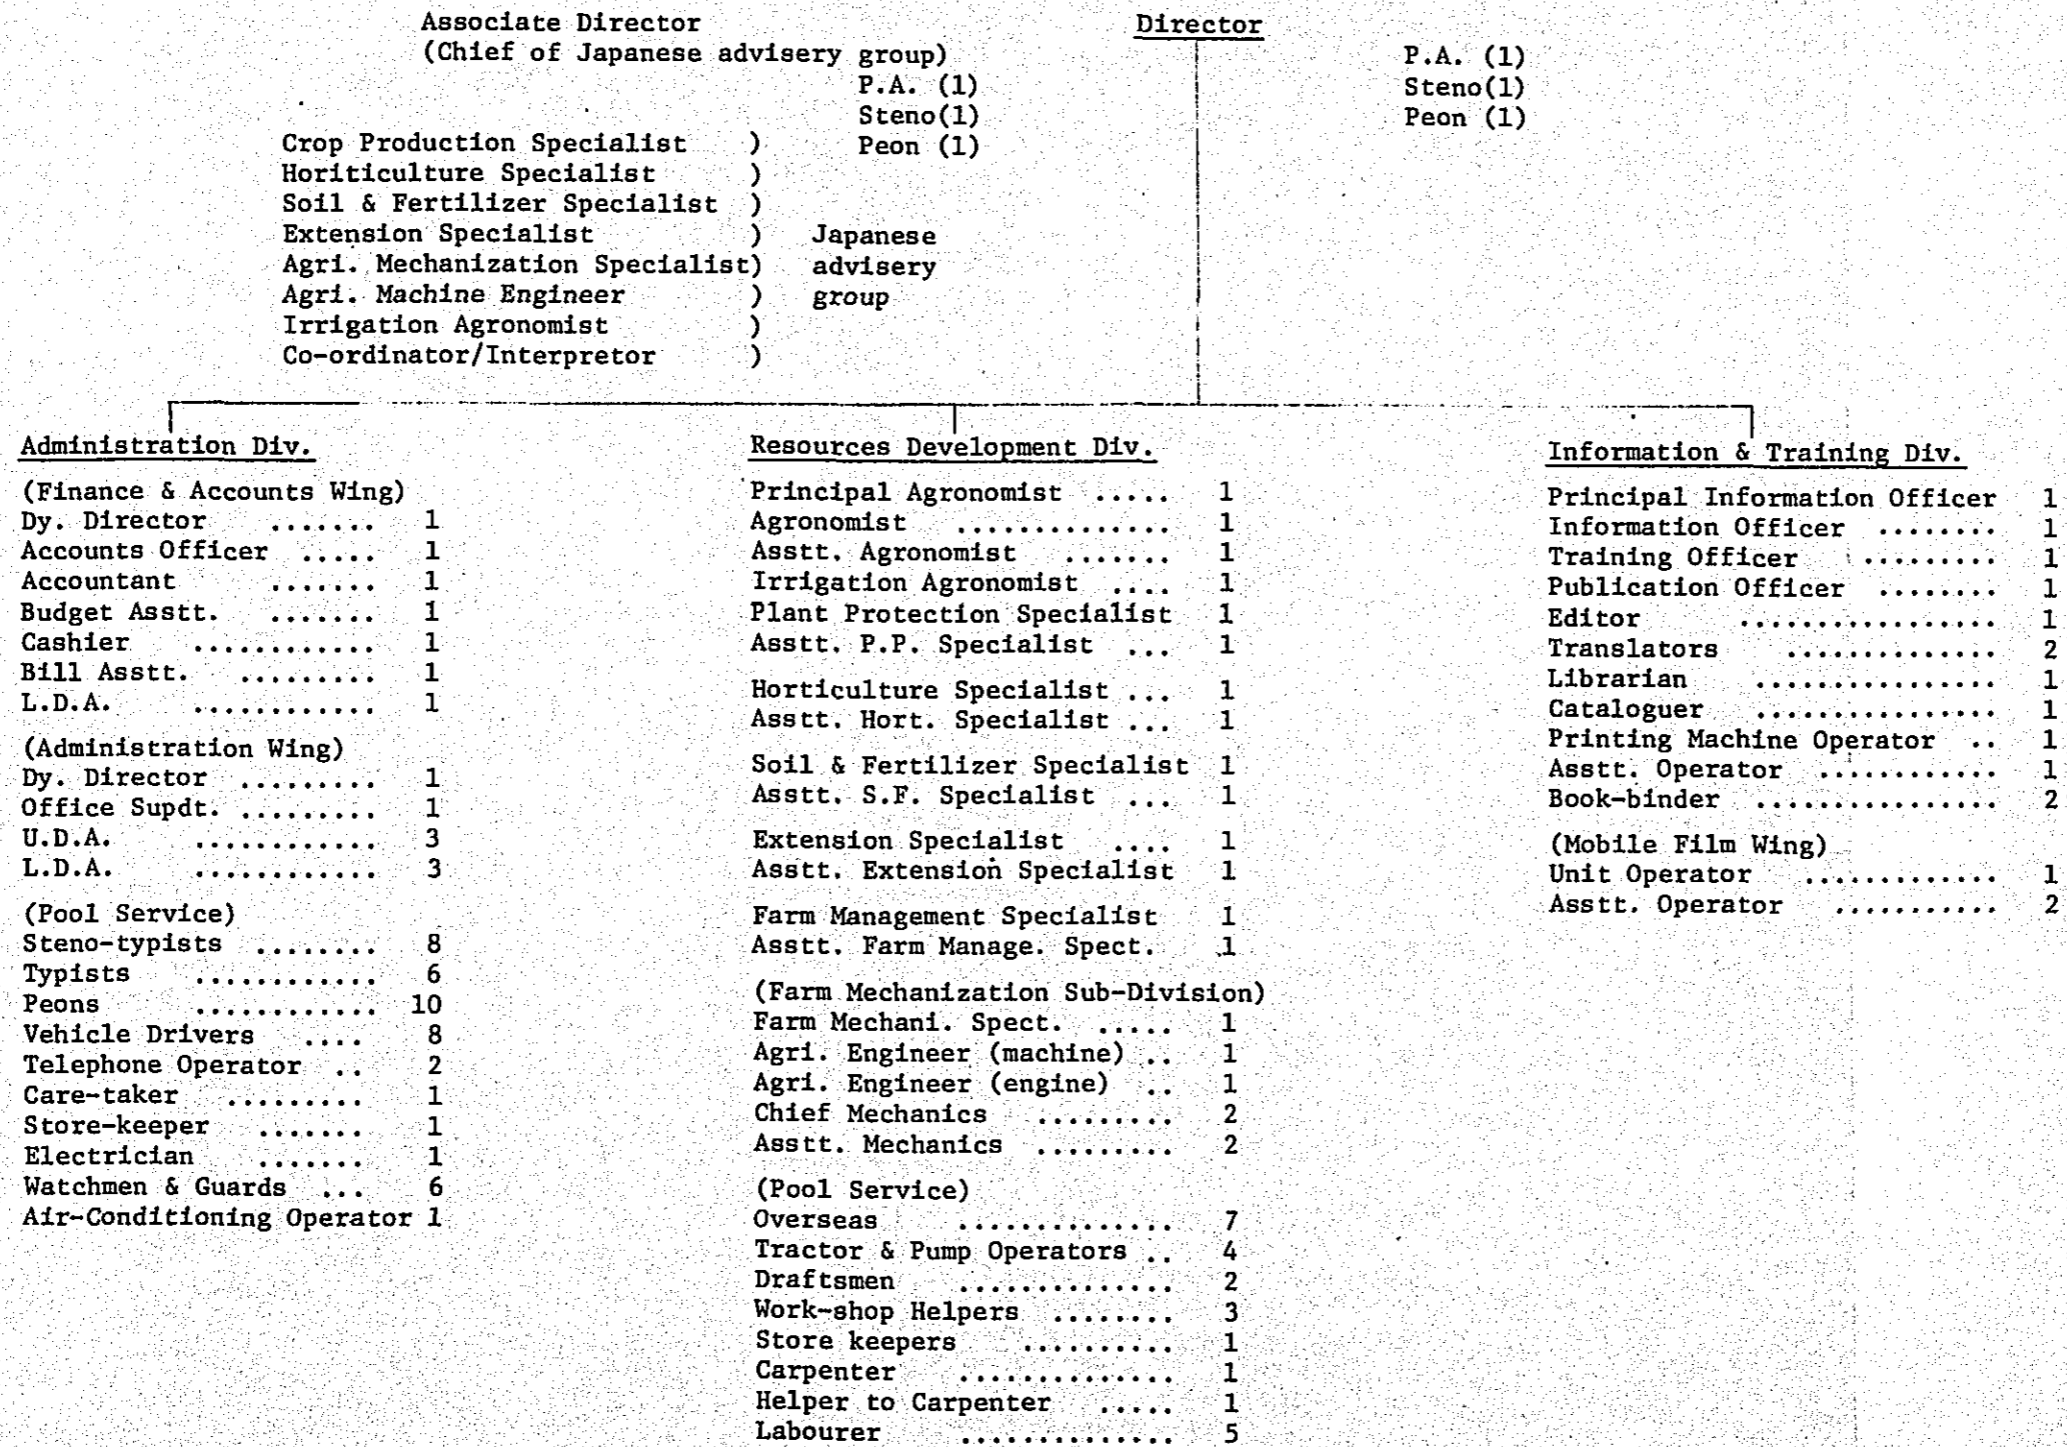 Associate Director
(Chief of Japanese advisery group)
P.A. (1)
Steno(1)
Peon (1)
Director
P.A. (1)
Steno(1)
Peon (1)
Crop Production Specialist )
Horiticulture Specialist )
Soil & Fertilizer Specialist )
Extension Specialist ) Japanese
Agri. Mechanization Specialist) advisery
Agri. Machine Engineer ) group
Irrigation Agronomist )
Co-ordinator/Interpretor )
Administration Div.
(Finance & Accounts Wing)
Dy. Director ....... 1
Accounts Officer ..... 1
Accountant ....... 1
Budget Asstt. ....... 1
Cashier ............ 1
Bill Asstt. ......... 1
L.D.A. ............ 1
(Administration Wing)
Dy. Director ......... 1
Office Supdt. ......... 1
U.D.A. ............ 3
L.D.A. ............ 3
(Pool Service)
Steno-typists ........ 8
Typists ............ 6
Peons ............ 10
Vehicle Drivers .... 8
Telephone Operator .. 2
Care-taker ......... 1
Store-keeper ....... 1
Electrician ....... 1
Watchmen & Guards ... 6
Air-Conditioning Operator 1
Resources Development Div.
Principal Agronomist ..... 1
Agronomist .............. 1
Asstt. Agronomist ....... 1
Irrigation Agronomist .... 1
Plant Protection Specialist 1
Asstt. P.P. Specialist ... 1
Horticulture Specialist ... 1
Asstt. Hort. Specialist ... 1
Soil & Fertilizer Specialist 1
Asstt. S.F. Specialist ... 1
Extension Specialist .... 1
Asstt. Extension Specialist 1
Farm Management Specialist 1
Asstt. Farm Manage. Spect. 1
(Farm Mechanization Sub-Division)
Farm Mechani. Spect. ..... 1
Agri. Engineer (machine) .. 1
Agri. Engineer (engine) .. 1
Chief Mechanics ......... 2
Asstt. Mechanics ......... 2
(Pool Service)
Overseas .............. 7
Tractor & Pump Operators .. 4
Draftsmen .............. 2
Work-shop Helpers ........ 3
Store keepers .......... 1
Carpenter .............. 1
Helper to Carpenter ..... 1
Labourer .............. 5
Information & Training Div.
Principal Information Officer 1
Information Officer ........ 1
Training Officer ......... 1
Publication Officer ........ 1
Editor ................. 1
Translators .............. 2
Librarian ................ 1
Cataloguer ................ 1
Printing Machine Operator .. 1
Asstt. Operator ............ 1
Book-binder ................ 2
(Mobile Film Wing)
Unit Operator ............. 1
Asstt. Operator ........... 2